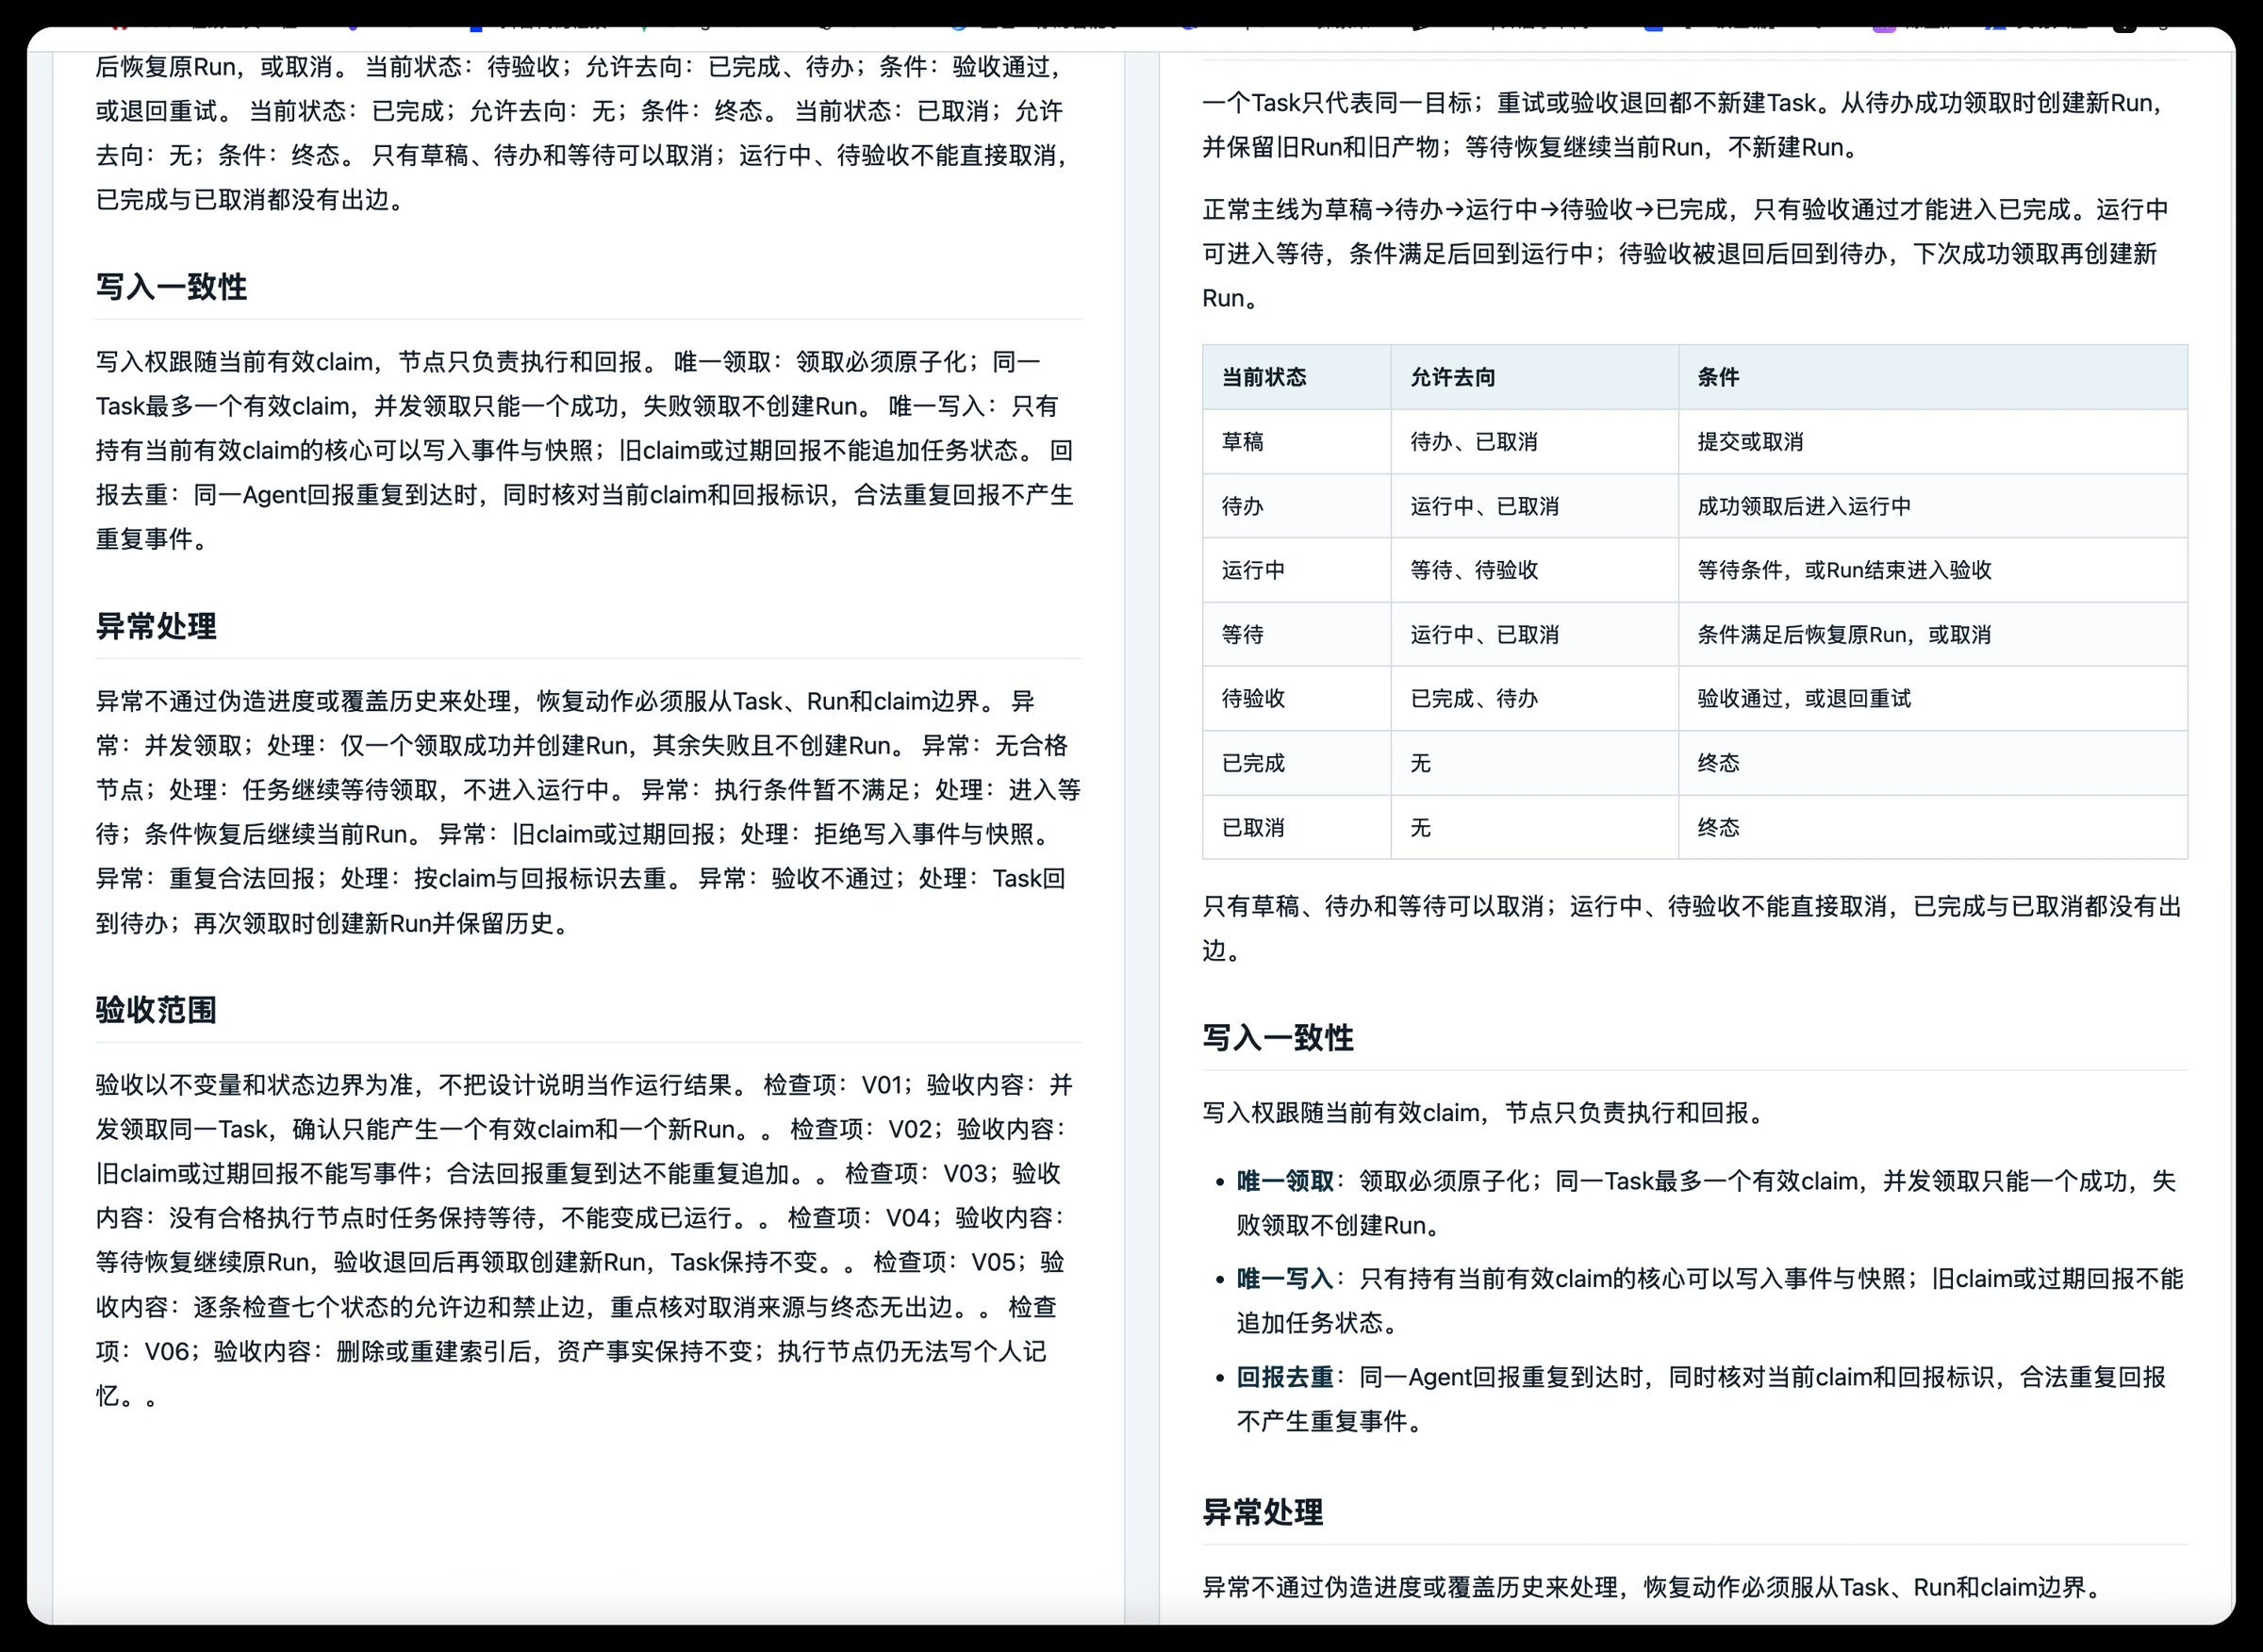 后恢复原Run，或取消。 当前状态：待验收；允许去向：已完成、待办；条件：验收通过，
或退回重试。 当前状态：已完成；允许去向：无；条件：终态。 当前状态：已取消；允许
去向：无；条件：终态。 只有草稿、待办和等待可以取消；运行中、待验收不能直接取消，
已完成与已取消都没有出边。
写入一致性
写入权跟随当前有效claim，节点只负责执行和回报。 唯一领取：领取必须原子化；同一
Task最多一个有效claim，并发领取只能一个成功，失败领取不创建Run。 唯一写入：只有
持有当前有效claim的核心可以写入事件与快照；旧claim或过期回报不能追加任务状态。 回
报去重：同一Agent回报重复到达时，同时核对当前claim和回报标识，合法重复回报不产生
重复事件。
异常处理
异常不通过伪造进度或覆盖历史来处理，恢复动作必须服从Task、Run和claim边界。 异
常：并发领取；处理：仅一个领取成功并创建Run，其余失败且不创建Run。 异常：无合格
节点；处理：任务继续等待领取，不进入运行中。 异常：执行条件暂不满足；处理：进入等
待；条件恢复后继续当前Run。 异常：旧claim或过期回报；处理：拒绝写入事件与快照。
异常：重复合法回报；处理：按claim与回报标识去重。 异常：验收不通过；处理：Task回
到待办；再次领取时创建新Run并保留历史。
验收范围
验收以不变量和状态边界为准，不把设计说明当作运行结果。 检查项：V01；验收内容：并
发领取同一Task，确认只能产生一个有效claim和一个新Run。。 检查项：V02；验收内容：
旧claim或过期回报不能写事件；合法回报重复到达不能重复追加。。 检查项：V03；验收
内容：没有合格执行节点时任务保持等待，不能变成已运行。。 检查项：V04；验收内容：
等待恢复继续原Run，验收退回后再领取创建新Run，Task保持不变。。 检查项：V05；验
收内容：逐条检查七个状态的允许边和禁止边，重点核对取消来源与终态无出边。。 检查
项：V06；验收内容：删除或重建索引后，资产事实保持不变；执行节点仍无法写个人记
忆。。
一个Task只代表同一目标；重试或验收退回都不新建Task。从待办成功领取时创建新Run，
并保留旧Run和旧产物；等待恢复继续当前Run，不新建Run。
正常主线为草稿→待办→运行中→待验收→已完成，只有验收通过才能进入已完成。运行中
可进入等待，条件满足后回到运行中；待验收被退回后回到待办，下次成功领取再创建新
Run。
当前状态 允许去向 条件
草稿 待办、已取消 提交或取消
待办 运行中、已取消 成功领取后进入运行中
运行中 等待、待验收 等待条件，或Run结束进入验收
等待 运行中、已取消 条件满足后恢复原Run，或取消
待验收 已完成、待办 验收通过，或退回重试
已完成 无 终态
已取消 无 终态
只有草稿、待办和等待可以取消；运行中、待验收不能直接取消，已完成与已取消都没有出
边。
写入一致性
写入权跟随当前有效claim，节点只负责执行和回报。
• 唯一领取：领取必须原子化；同一Task最多一个有效claim，并发领取只能一个成功，失
败领取不创建Run。
• 唯一写入：只有持有当前有效claim的核心可以写入事件与快照；旧claim或过期回报不能
追加任务状态。
• 回报去重：同一Agent回报重复到达时，同时核对当前claim和回报标识，合法重复回报
不产生重复事件。
异常处理
异常不通过伪造进度或覆盖历史来处理，恢复动作必须服从Task、Run和claim边界。